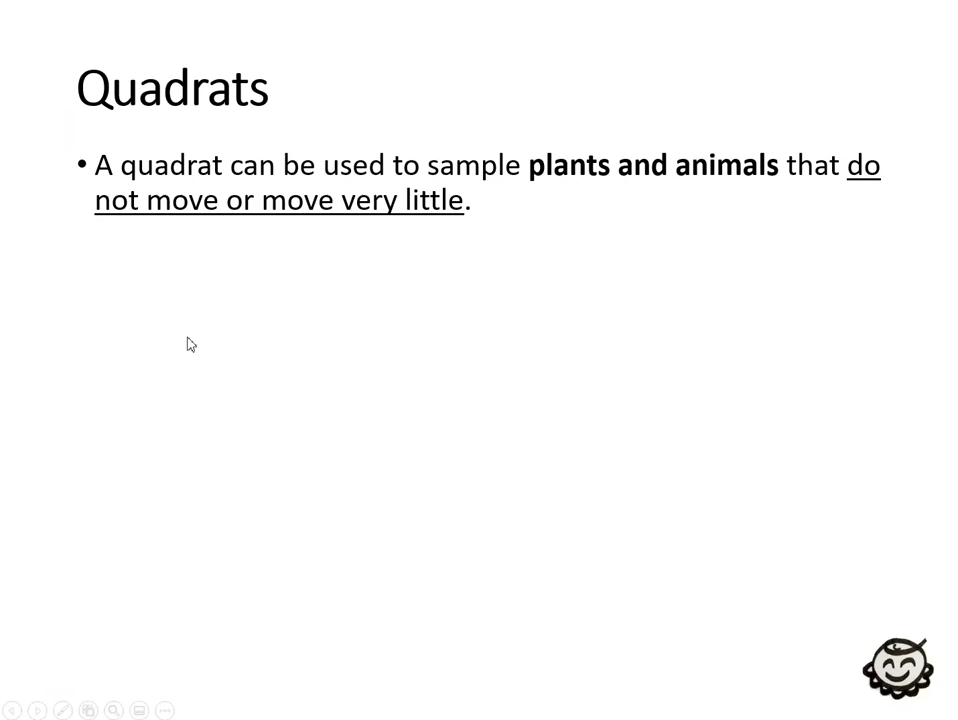 Quadrats
• A quadrat can be used to sample plants and animals that do
not move or move very little.